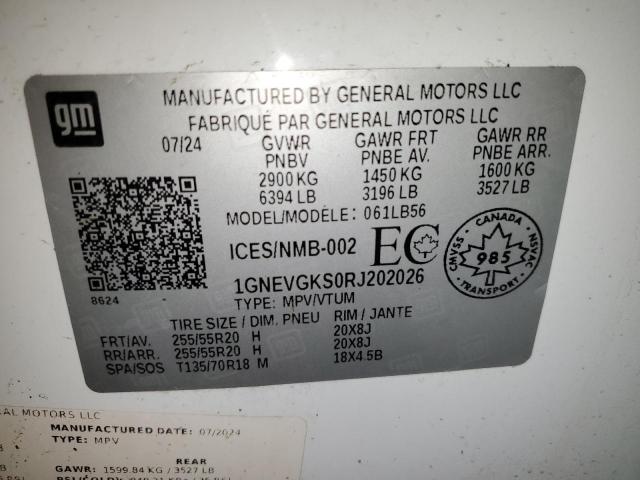 gm
MANUFACTURED BY GENERAL MOTORS LLC
FABRIQUÉ PAR GENERAL MOTORS LLC
07/24 GVWR GAWR FRT GAWR RR
PNBV PNBE AV. PNBE ARR.
2900 KG 1450 KG 1600 KG
6394 LB 3196 LB 3527 LB
MODEL/MODÈLE: 061LB56
ICES/NMB-002 EC
CANADA
CMVSS 985 NSVAC
TRANSPORT
1GNEVGKS0RJ202026
8624
TYPE: MPV/VTUM
TIRE SIZE / DIM. PNEU RIM / JANTE
FRT/AV. 255/55R20 H 20X8J
RR/ARR. 255/55R20 H 20X8J
SPA/SOS T135/70R18 M 18X4.5B
GENERAL MOTORS LLC
MANUFACTURED DATE: 07/2024
TYPE: MPV
REAR
GAWR: 1599.84 KG / 3527 LB